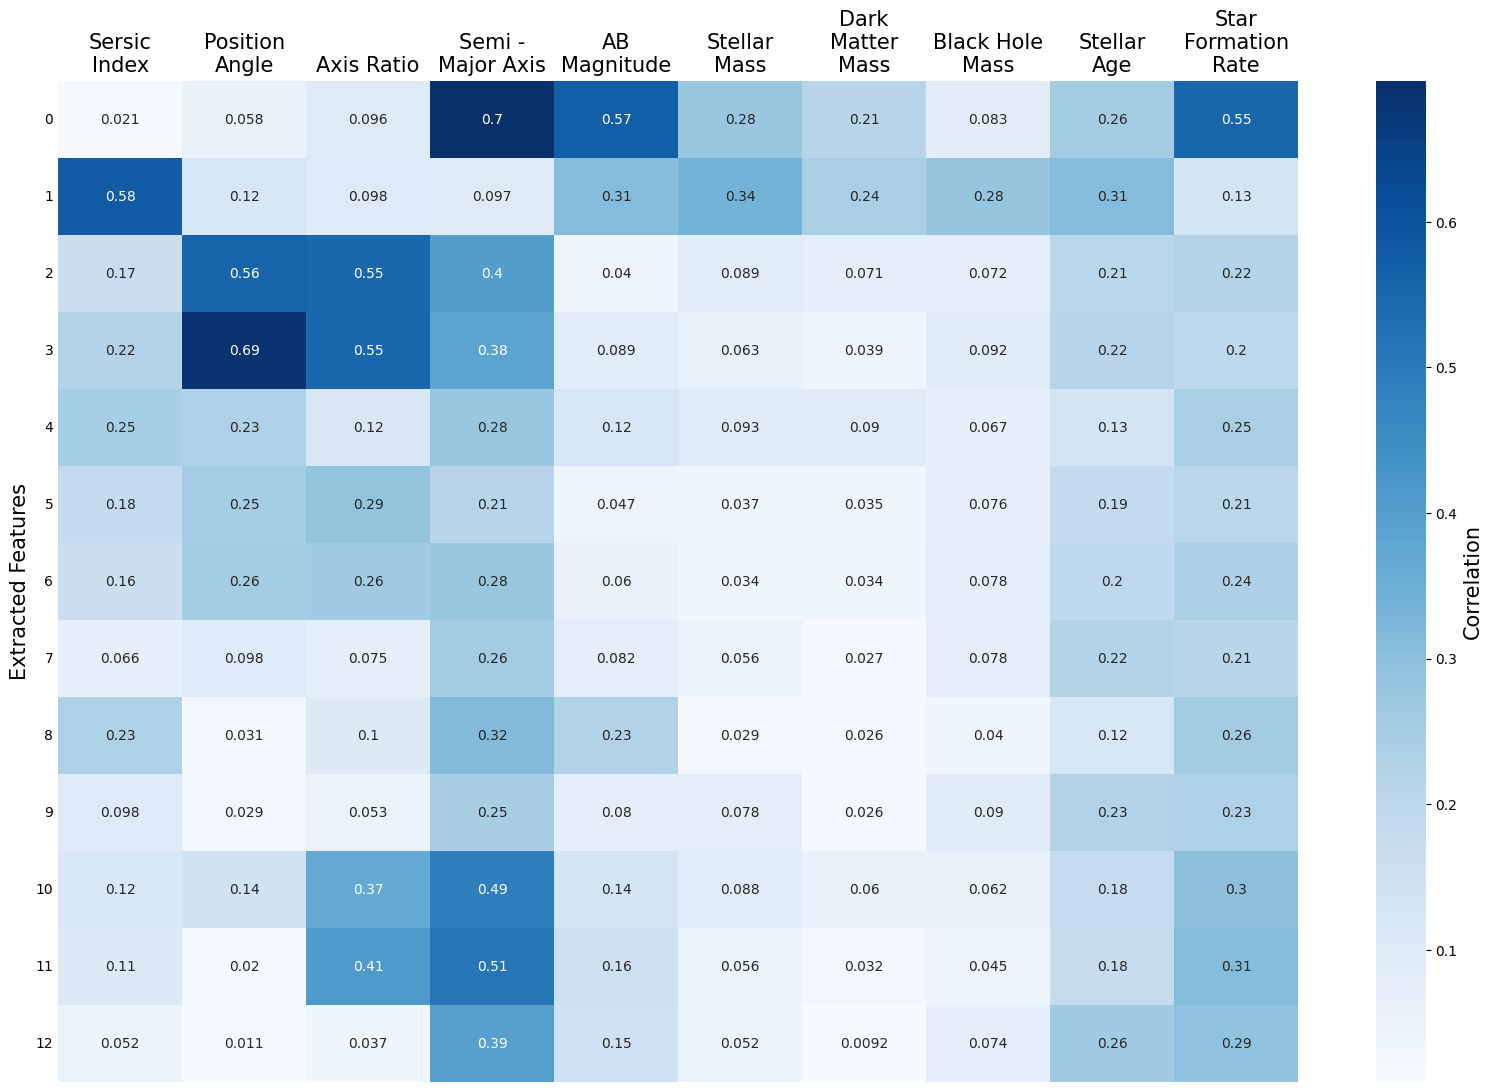 Sersic
Index
Position
Angle
Axis Ratio
Semi -
Major Axis
AB
Magnitude
Stellar
Mass
Dark
Matter
Mass
Black Hole
Mass
Stellar
Age
Star
Formation
Rate
0 0.021 0.058 0.096 0.7 0.57 0.28 0.21 0.083 0.26 0.55
1 0.58 0.12 0.098 0.097 0.31 0.34 0.24 0.28 0.31 0.13
2 0.17 0.56 0.55 0.4 0.04 0.089 0.071 0.072 0.21 0.22
3 0.22 0.69 0.55 0.38 0.089 0.063 0.039 0.092 0.22 0.2
4 0.25 0.23 0.12 0.28 0.12 0.093 0.09 0.067 0.13 0.25
5 0.18 0.25 0.29 0.21 0.047 0.037 0.035 0.076 0.19 0.21
6 0.16 0.26 0.26 0.28 0.06 0.034 0.034 0.078 0.2 0.24
7 0.066 0.098 0.075 0.26 0.082 0.056 0.027 0.078 0.22 0.21
8 0.23 0.031 0.1 0.32 0.23 0.029 0.026 0.04 0.12 0.26
9 0.098 0.029 0.053 0.25 0.08 0.078 0.026 0.09 0.23 0.23
10 0.12 0.14 0.37 0.49 0.14 0.088 0.06 0.062 0.18 0.3
11 0.11 0.02 0.41 0.51 0.16 0.056 0.032 0.045 0.18 0.31
12 0.052 0.011 0.037 0.39 0.15 0.052 0.0092 0.074 0.26 0.29
Extracted Features
0.6
0.5
0.4
0.3
0.2
0.1
Correlation